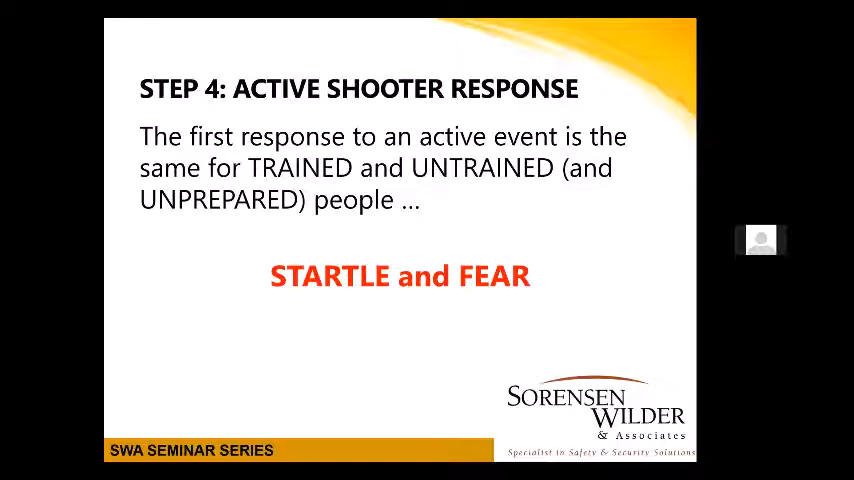 STEP 4: ACTIVE SHOOTER RESPONSE
The first response to an active event is the
same for TRAINED and UNTRAINED (and
UNPREPARED) people ...
STARTLE and FEAR
SORENSEN
WILDER
& Associates
Specialist in Safety & Security Solutions
SWA SEMINAR SERIES